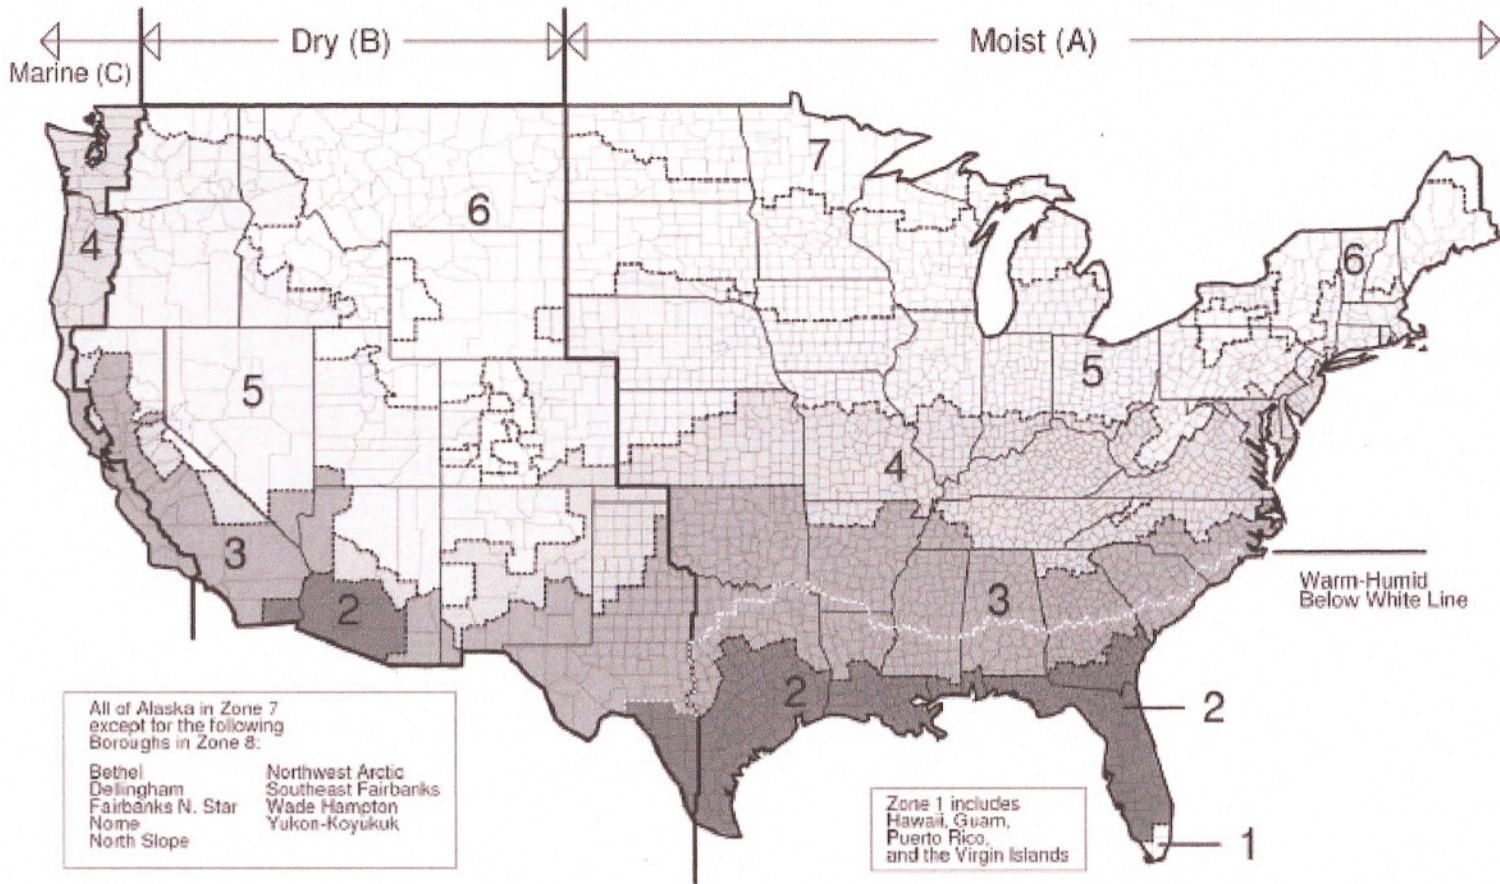 Dry (B)
Moist (A)
Marine (C)
7
6
4
6
5
5
4
3
2
3
2
Warm-Humid
Below White Line
2
1
All of Alaska in Zone 7
except for the following
Boroughs in Zone 8:
Bethel
Dellingham
Fairbanks N. Star
Nome
North Slope
Northwest Arctic
Southeast Fairbanks
Wade Hampton
Yukon-Koyukuk
Zone 1 includes
Hawaii, Guam,
Puerto Rico,
and the Virgin Islands